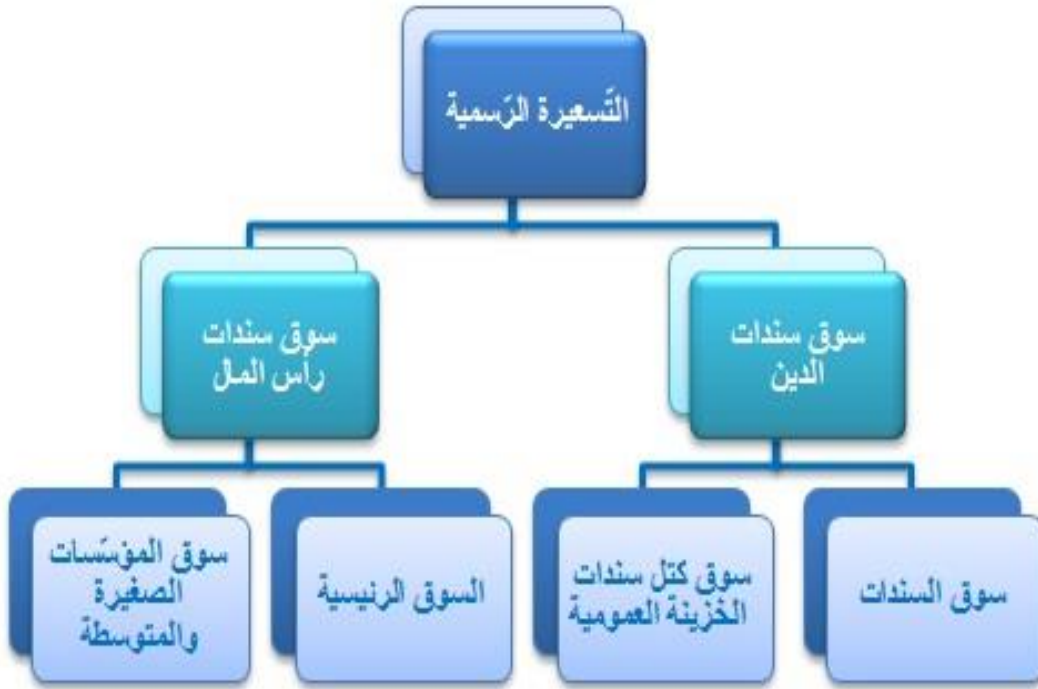 التّسعيرة الرّسمية
سوق سندات
الدين
سوق سندات
رأس المال
سوق السندات
سوق كتل سندات
الخزينة العمومية
السوق الرئيسية
سوق المؤسّسات
الصغيرة
والمتوسطة